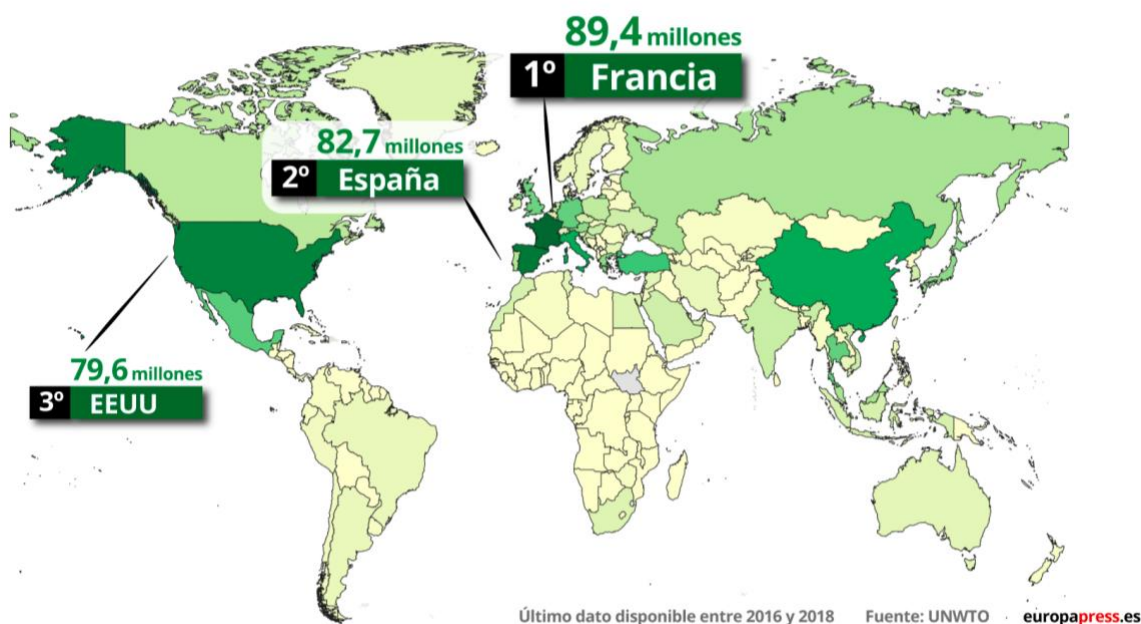 89,4 millones
1º Francia
82,7 millones
2º España
79,6 millones
3º EEUU
Último dato disponible entre 2016 y 2018 Fuente: UNWTO europapress.es